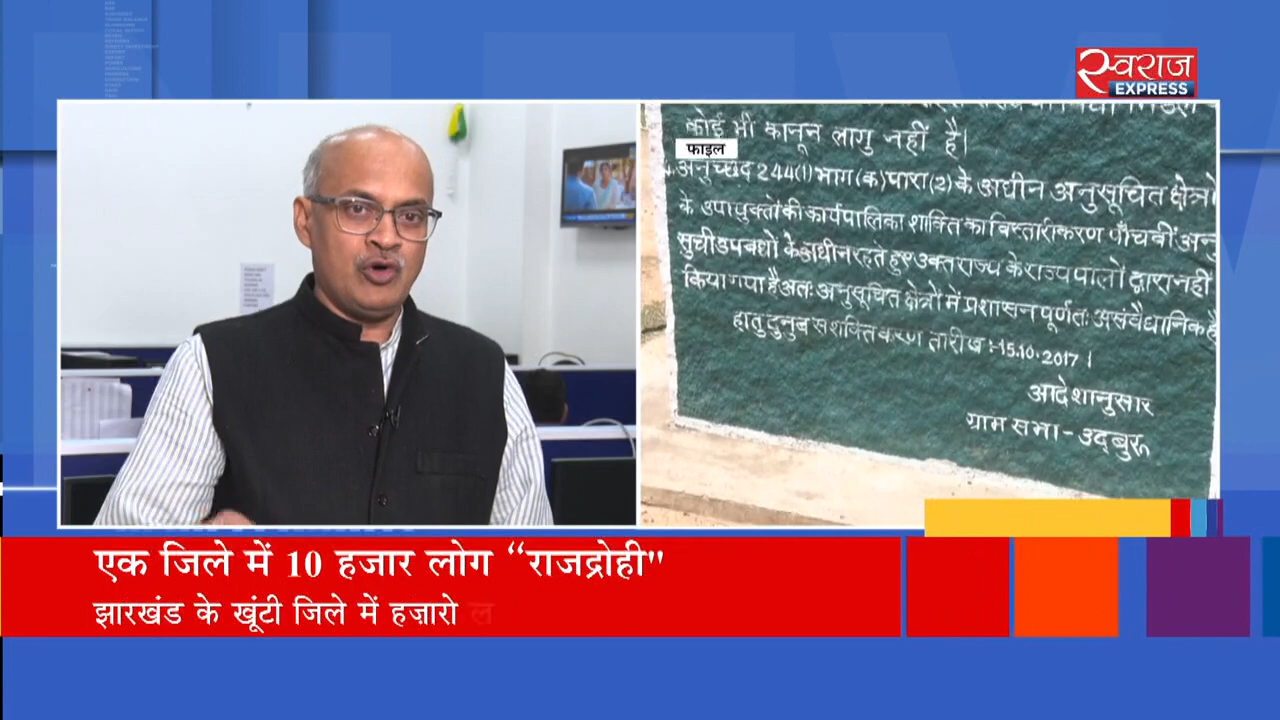 स्वराज
EXPRESS
कोई भी कानून लागु नहीं है।
फाइल
अनुच्छेद 244(1) भाग (क) पारा (2) के अधीन अनुसूचित क्षेत्रो
के उपायुक्तों की कार्यपालिका शक्ति का बिस्तारीकरण पाँचवीं अनु
सूची उपबंधो के अधीन रहते हुए उक्त राज्य के राज्यपालो द्वारा नही
किया गया है अतः अनुसूचित क्षेत्रों में प्रशासन पूर्णतः असंवैधानिक है
हातु दुनुब सशक्तिकरण तारीख :-15.10.2017।
आदेशानुसार
ग्राम सभा - उदबुरू
एक जिले में 10 हजार लोग “राजद्रोही"
झारखंड के खूंटी जिले में हज़ारो ल